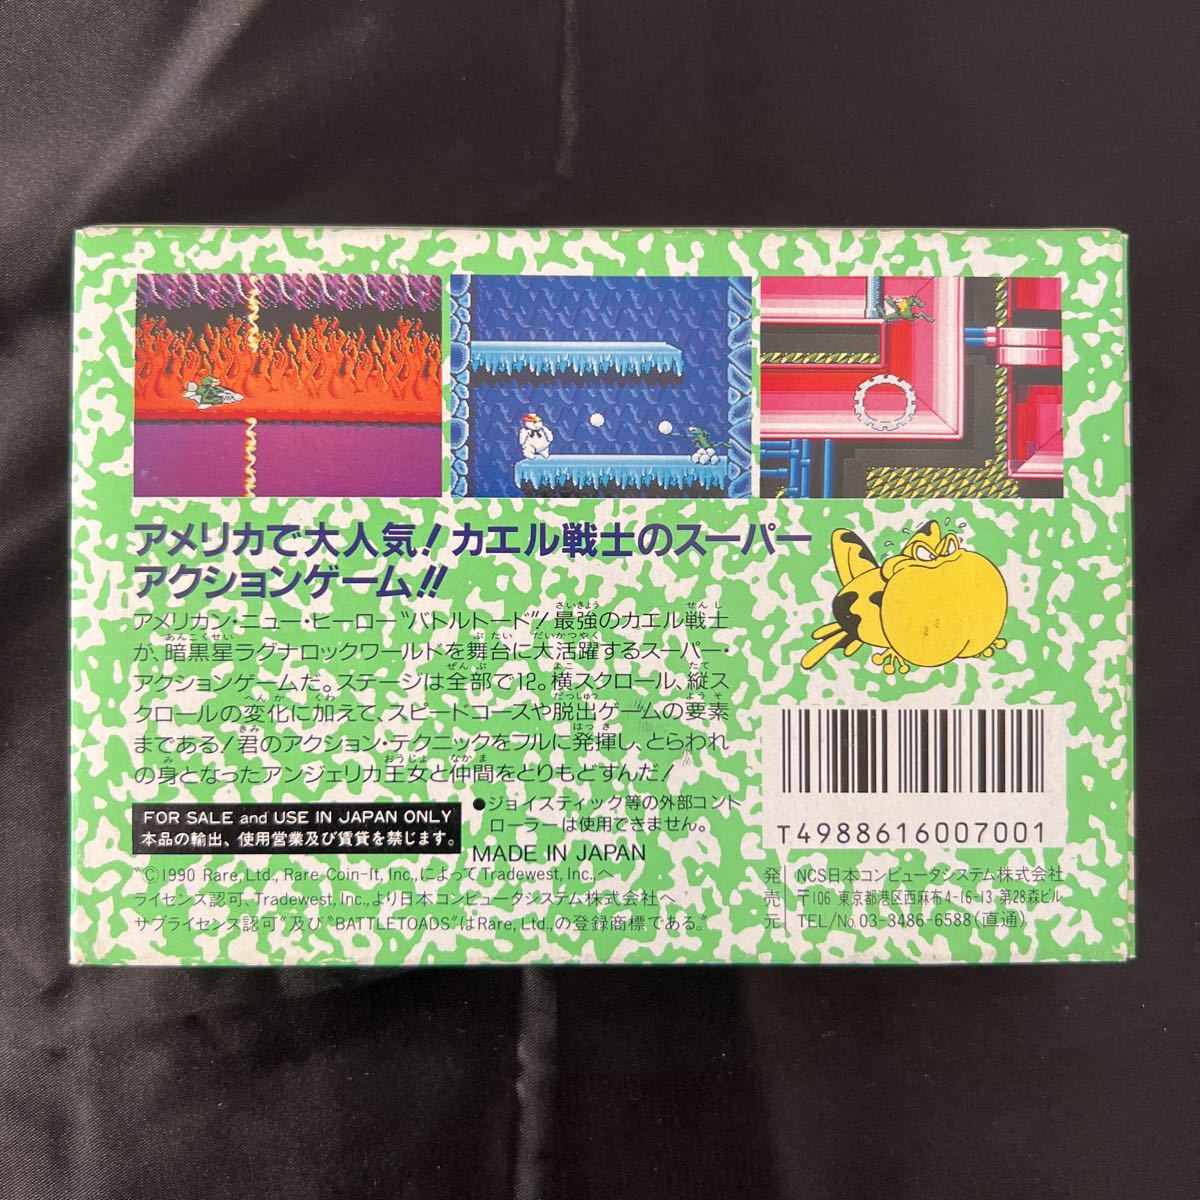 アメリカで大人気!カエル戦士のスーパー
アクションゲーム!!
アメリカン・ニュー・ヒーロー"バトルトード"!最強のカエル戦士
が、暗黒星ラグナロックワールドを舞台に大活躍するスーパー・
アクションゲームだ。ステージは全部で12。横スクロール、縦ス
クロールの変化に加えて、スピードコースや脱出ゲームの要素
まである!君のアクション・テクニックをフルに発揮し、とらわれ
の身となったアンジェリカ王女と仲間をとりもどすんだ!
FOR SALE and USE IN JAPAN ONLY
本品の輸出、使用営業及び賃貸を禁じます。
●ジョイスティック等の外部コント
ローラーは使用できません。
MADE IN JAPAN
"©1990 Rare, Ltd., Rare Coin-It, Inc.,によってTradewest, Inc.,へ
ライセンス認可、Tradewest, Inc.,より日本コンピュータシステム株式会社へ
サブライセンス認可"及び"BATTLETOADS"はRare, Ltd.,の登録商標である。"
T4988616007001
発売元
NCS日本コンピュータシステム株式会社
〒106 東京都港区西麻布4-16-13 第28森ビル
TEL/No.03-3486-6588(直通)